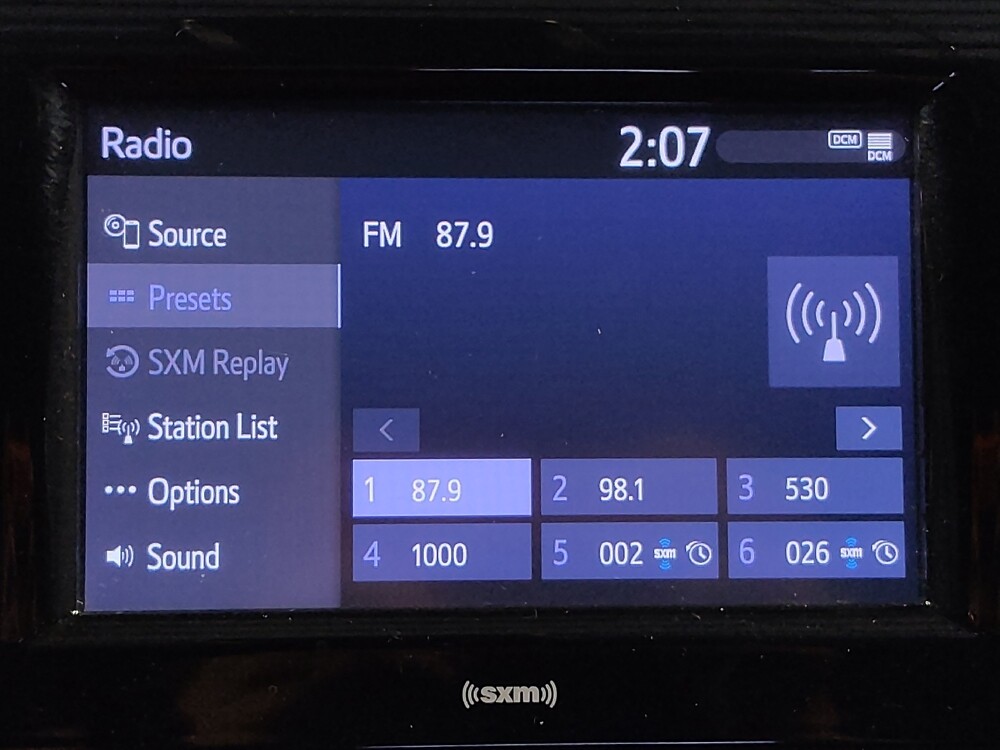 Radio
2:07
DCM
DCM
Source
Presets
SXM Replay
Station List
Options
Sound
FM 87.9
< >
1 87.9
2 98.1
3 530
4 1000
5 002 sxm
6 026 sxm
((sxm))